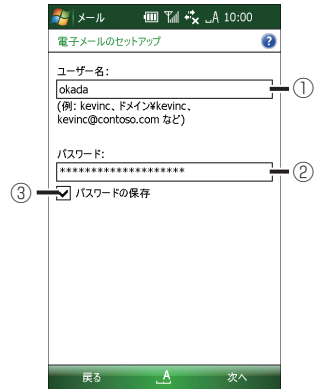 メール 10:00
電子メールのセットアップ
ユーザー名:
okada
①
(例: kevinc、ドメイン¥kevinc、
kevinc@contoso.com など)
パスワード:
********************
②
③ パスワードの保存
戻る A 次へ